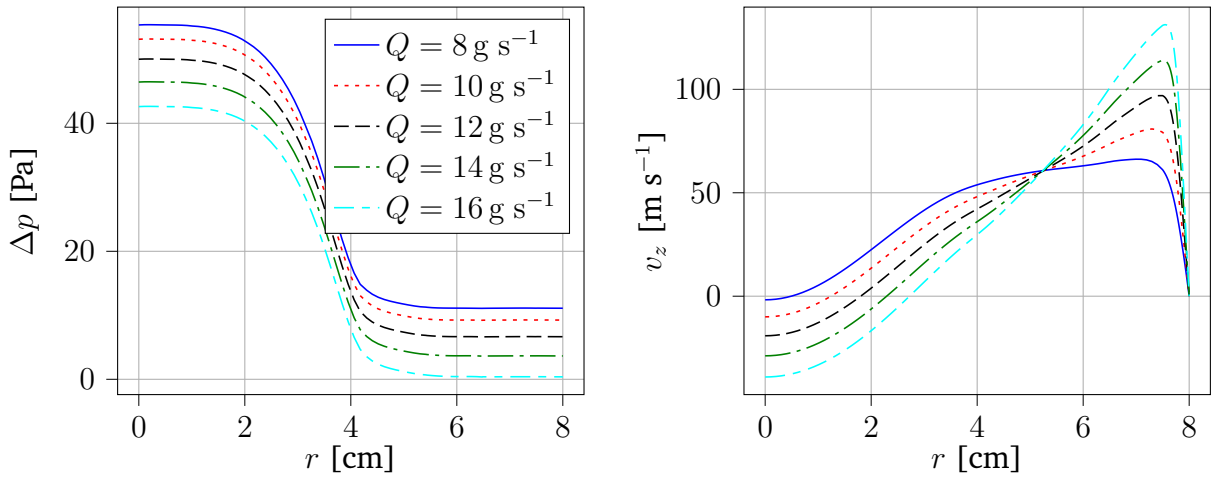 Q = 8 g s⁻¹
Q = 10 g s⁻¹
Q = 12 g s⁻¹
Q = 14 g s⁻¹
Q = 16 g s⁻¹
40
20
0
Δp [Pa]
0 2 4 6 8
r [cm]
100
50
0
v_z [m s⁻¹]
0 2 4 6 8
r [cm]